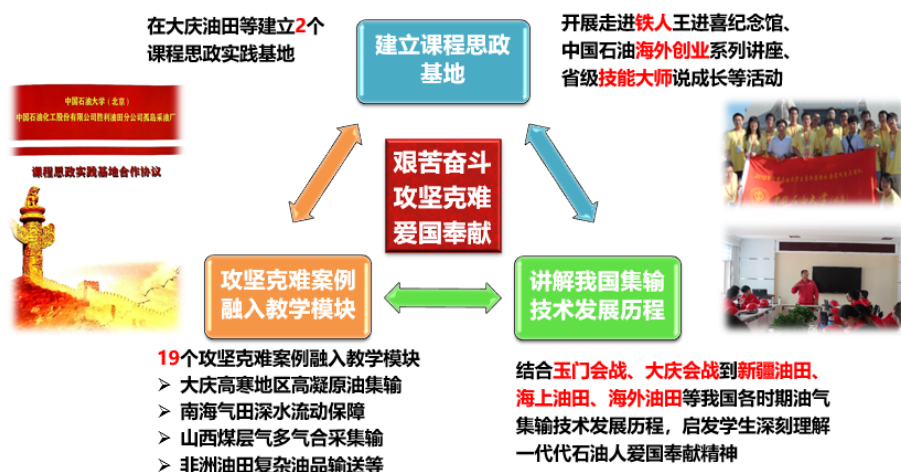 在大庆油田等建立2个
课程思政实践基地
建立课程思政
基地
开展走进铁人王进喜纪念馆、
中国石油海外创业系列讲座、
省级技能大师说成长等活动
中国石油大学（北京）
中国石油化工股份有限公司胜利油田分公司孤岛采油厂
课程思政实践基地合作协议
艰苦奋斗
攻坚克难
爱国奉献
攻坚克难案例
融入教学模块
讲解我国集输
技术发展历程
19个攻坚克难案例融入教学模块
➢ 大庆高寒地区高凝原油集输
➢ 南海气田深水流动保障
➢ 山西煤层气多气合采集输
➢ 非洲油田复杂油品输送等
结合玉门会战、大庆会战到新疆油田、
海上油田、海外油田等我国各时期油气
集输技术发展历程，启发学生深刻理解
一代代石油人爱国奉献精神